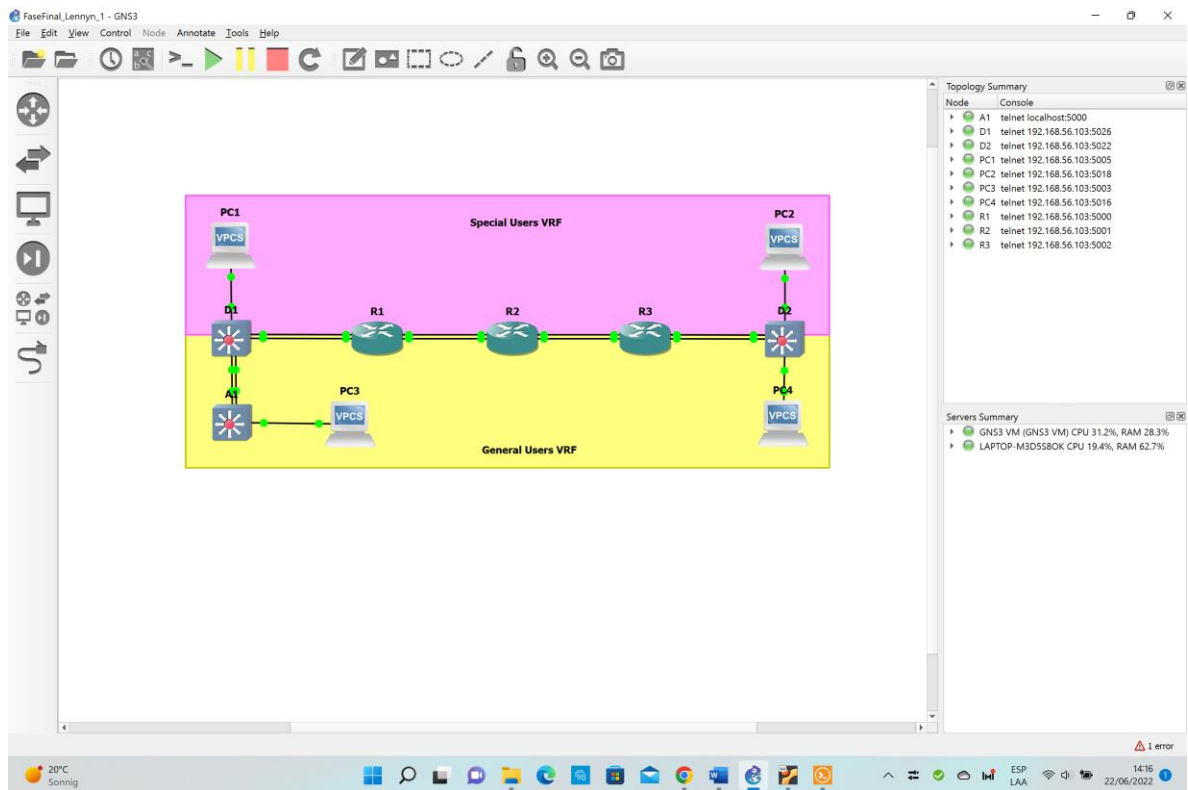 FaseFinal_Lennyn_1 - GNS3
File Edit View Control Node Annotate Tools Help
Topology Summary
Node Console
A1 telnet localhost:5000
D1 telnet 192.168.56.103:5026
D2 telnet 192.168.56.103:5022
PC1 telnet 192.168.56.103:5005
PC2 telnet 192.168.56.103:5018
PC3 telnet 192.168.56.103:5003
PC4 telnet 192.168.56.103:5016
R1 telnet 192.168.56.103:5000
R2 telnet 192.168.56.103:5001
R3 telnet 192.168.56.103:5002
PC1
Special Users VRF
PC2
VPCS
VPCS
D1
R1
R2
R3
D2
A1
PC3
PC4
VPCS
VPCS
General Users VRF
Servers Summary
GNS3 VM (GNS3 VM) CPU 31.2%, RAM 28.3%
LAPTOP-M3D5S8OK CPU 19.4%, RAM 62.7%
1 error
20°C
Sonnig
ESP
LAA
14:16
22/06/2022
1